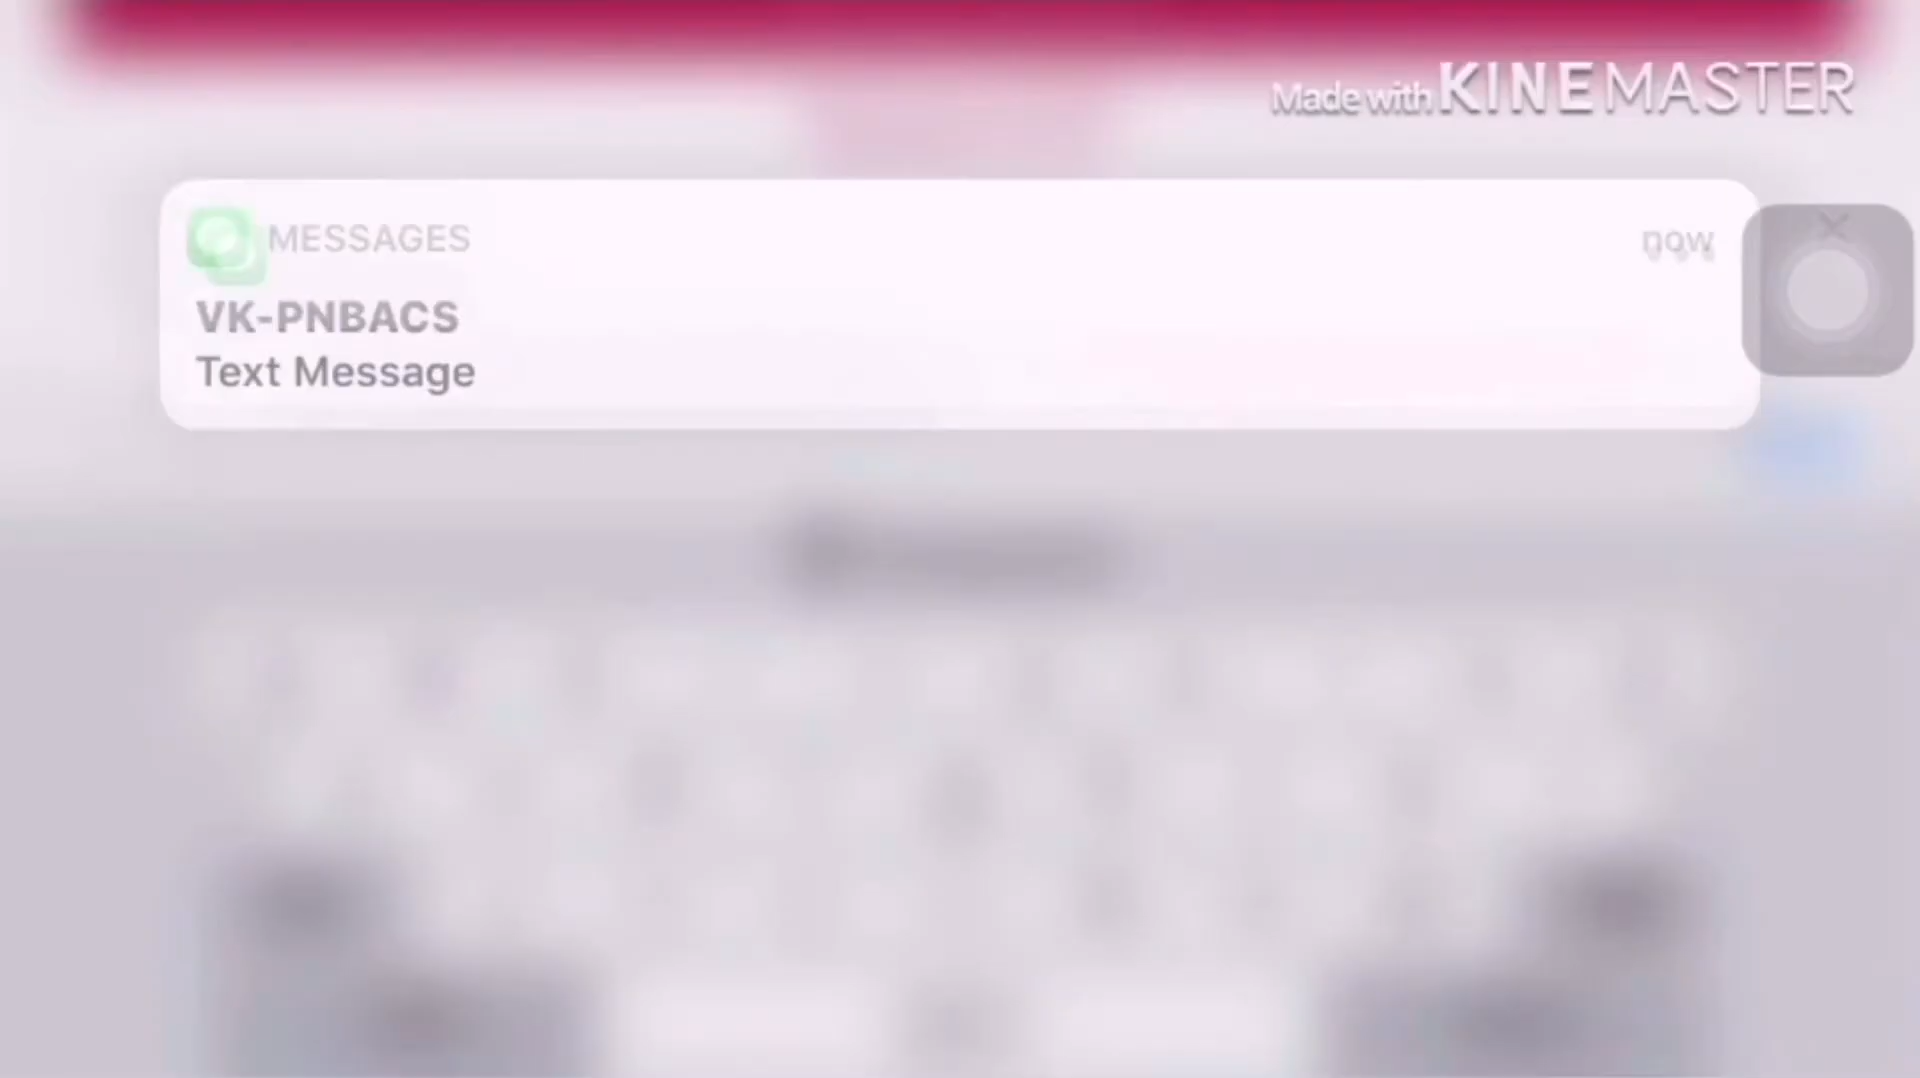 Made with KINEMASTER
MESSAGES
now
VK-PNBACS
Text Message